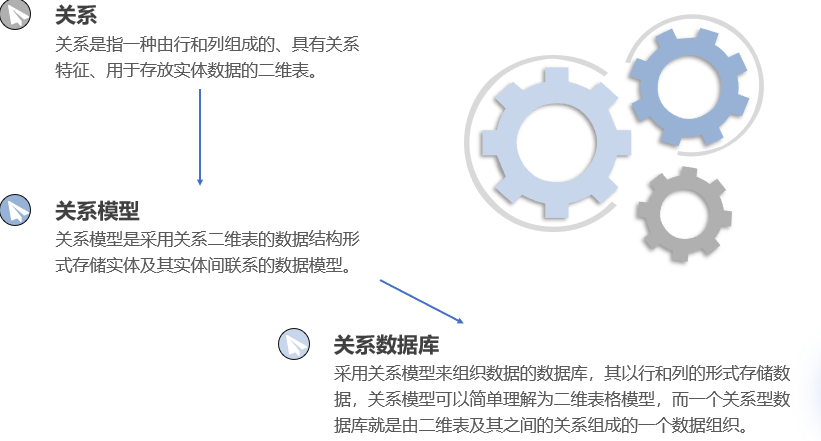 关系
关系是指一种由行和列组成的、具有关系
特征、用于存放实体数据的二维表。
关系模型
关系模型是采用关系二维表的数据结构形
式存储实体及其实体间联系的数据模型。
关系数据库
采用关系模型来组织数据的数据库，其以行和列的形式存储数
据，关系模型可以简单理解为二维表格模型，而一个关系型数
据库就是由二维表及其之间的关系组成的一个数据组织。